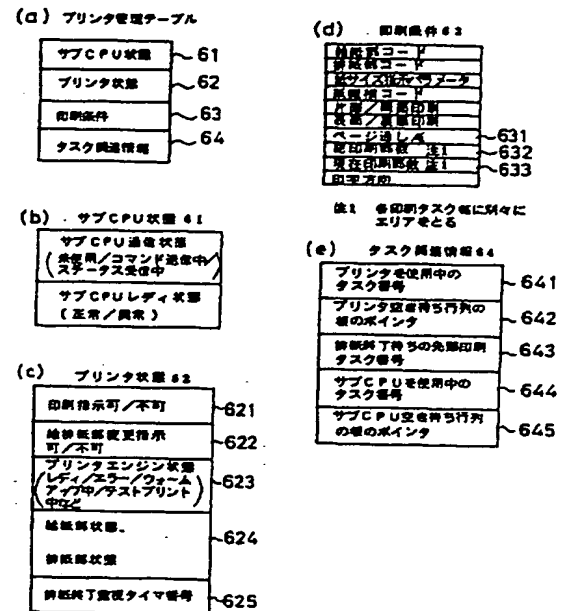 (a) プリンタ管理テーブル
サブCPU状態 61
プリンタ状態 62
印刷条件 63
タスク関連情報 64
(b) サブCPU状態 61
サブCPU通信状態
(未使用/コマンド送信中/
ステータス受信中)
サブCPUレディ状態
(正常/異常)
(c) プリンタ状態 62
印刷指示可/不可 621
給排紙部変更指示
可/不可 622
プリンタエンジン状態
(レディ/エラー/ウォーム
アップ中/テストプリント
中など) 623
給紙部状態、
排紙部状態 624
排紙終了監視タイマ番号 625
(d) 印刷条件 63
給紙部コード
排紙部コード
紙サイズ指示パラメータ
コード
片面/両面印刷
表面/裏面印刷
ページ通し 631
印刷部数 注1 632
現在印刷部数 注1 633
印字方向
注1 各印刷タスク毎に別々に
エリアをとる
(e) タスク関連情報 64
プリンタを使用中の
タスク番号 641
プリンタ空き待ち行列の
根のポインタ 642
排紙終了待ちの先頭印刷
タスク番号 643
サブCPUを使用中の
タスク番号 644
サブCPU空き待ち行列
の根のポインタ 645